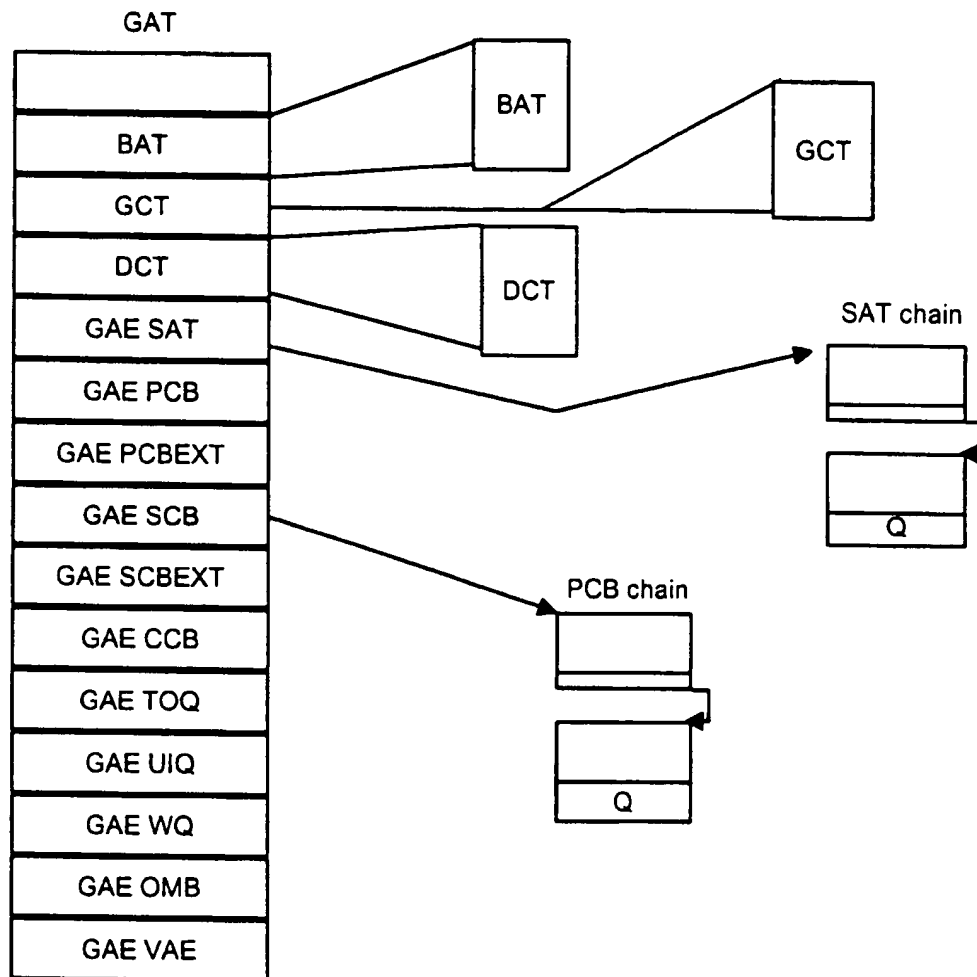 GAT
BAT
GCT
DCT
GAE SAT
GAE PCB
GAE PCBEXT
GAE SCB
GAE SCBEXT
GAE CCB
GAE TOQ
GAE UIQ
GAE WQ
GAE OMB
GAE VAE
BAT
GCT
DCT
SAT chain
Q
PCB chain
Q